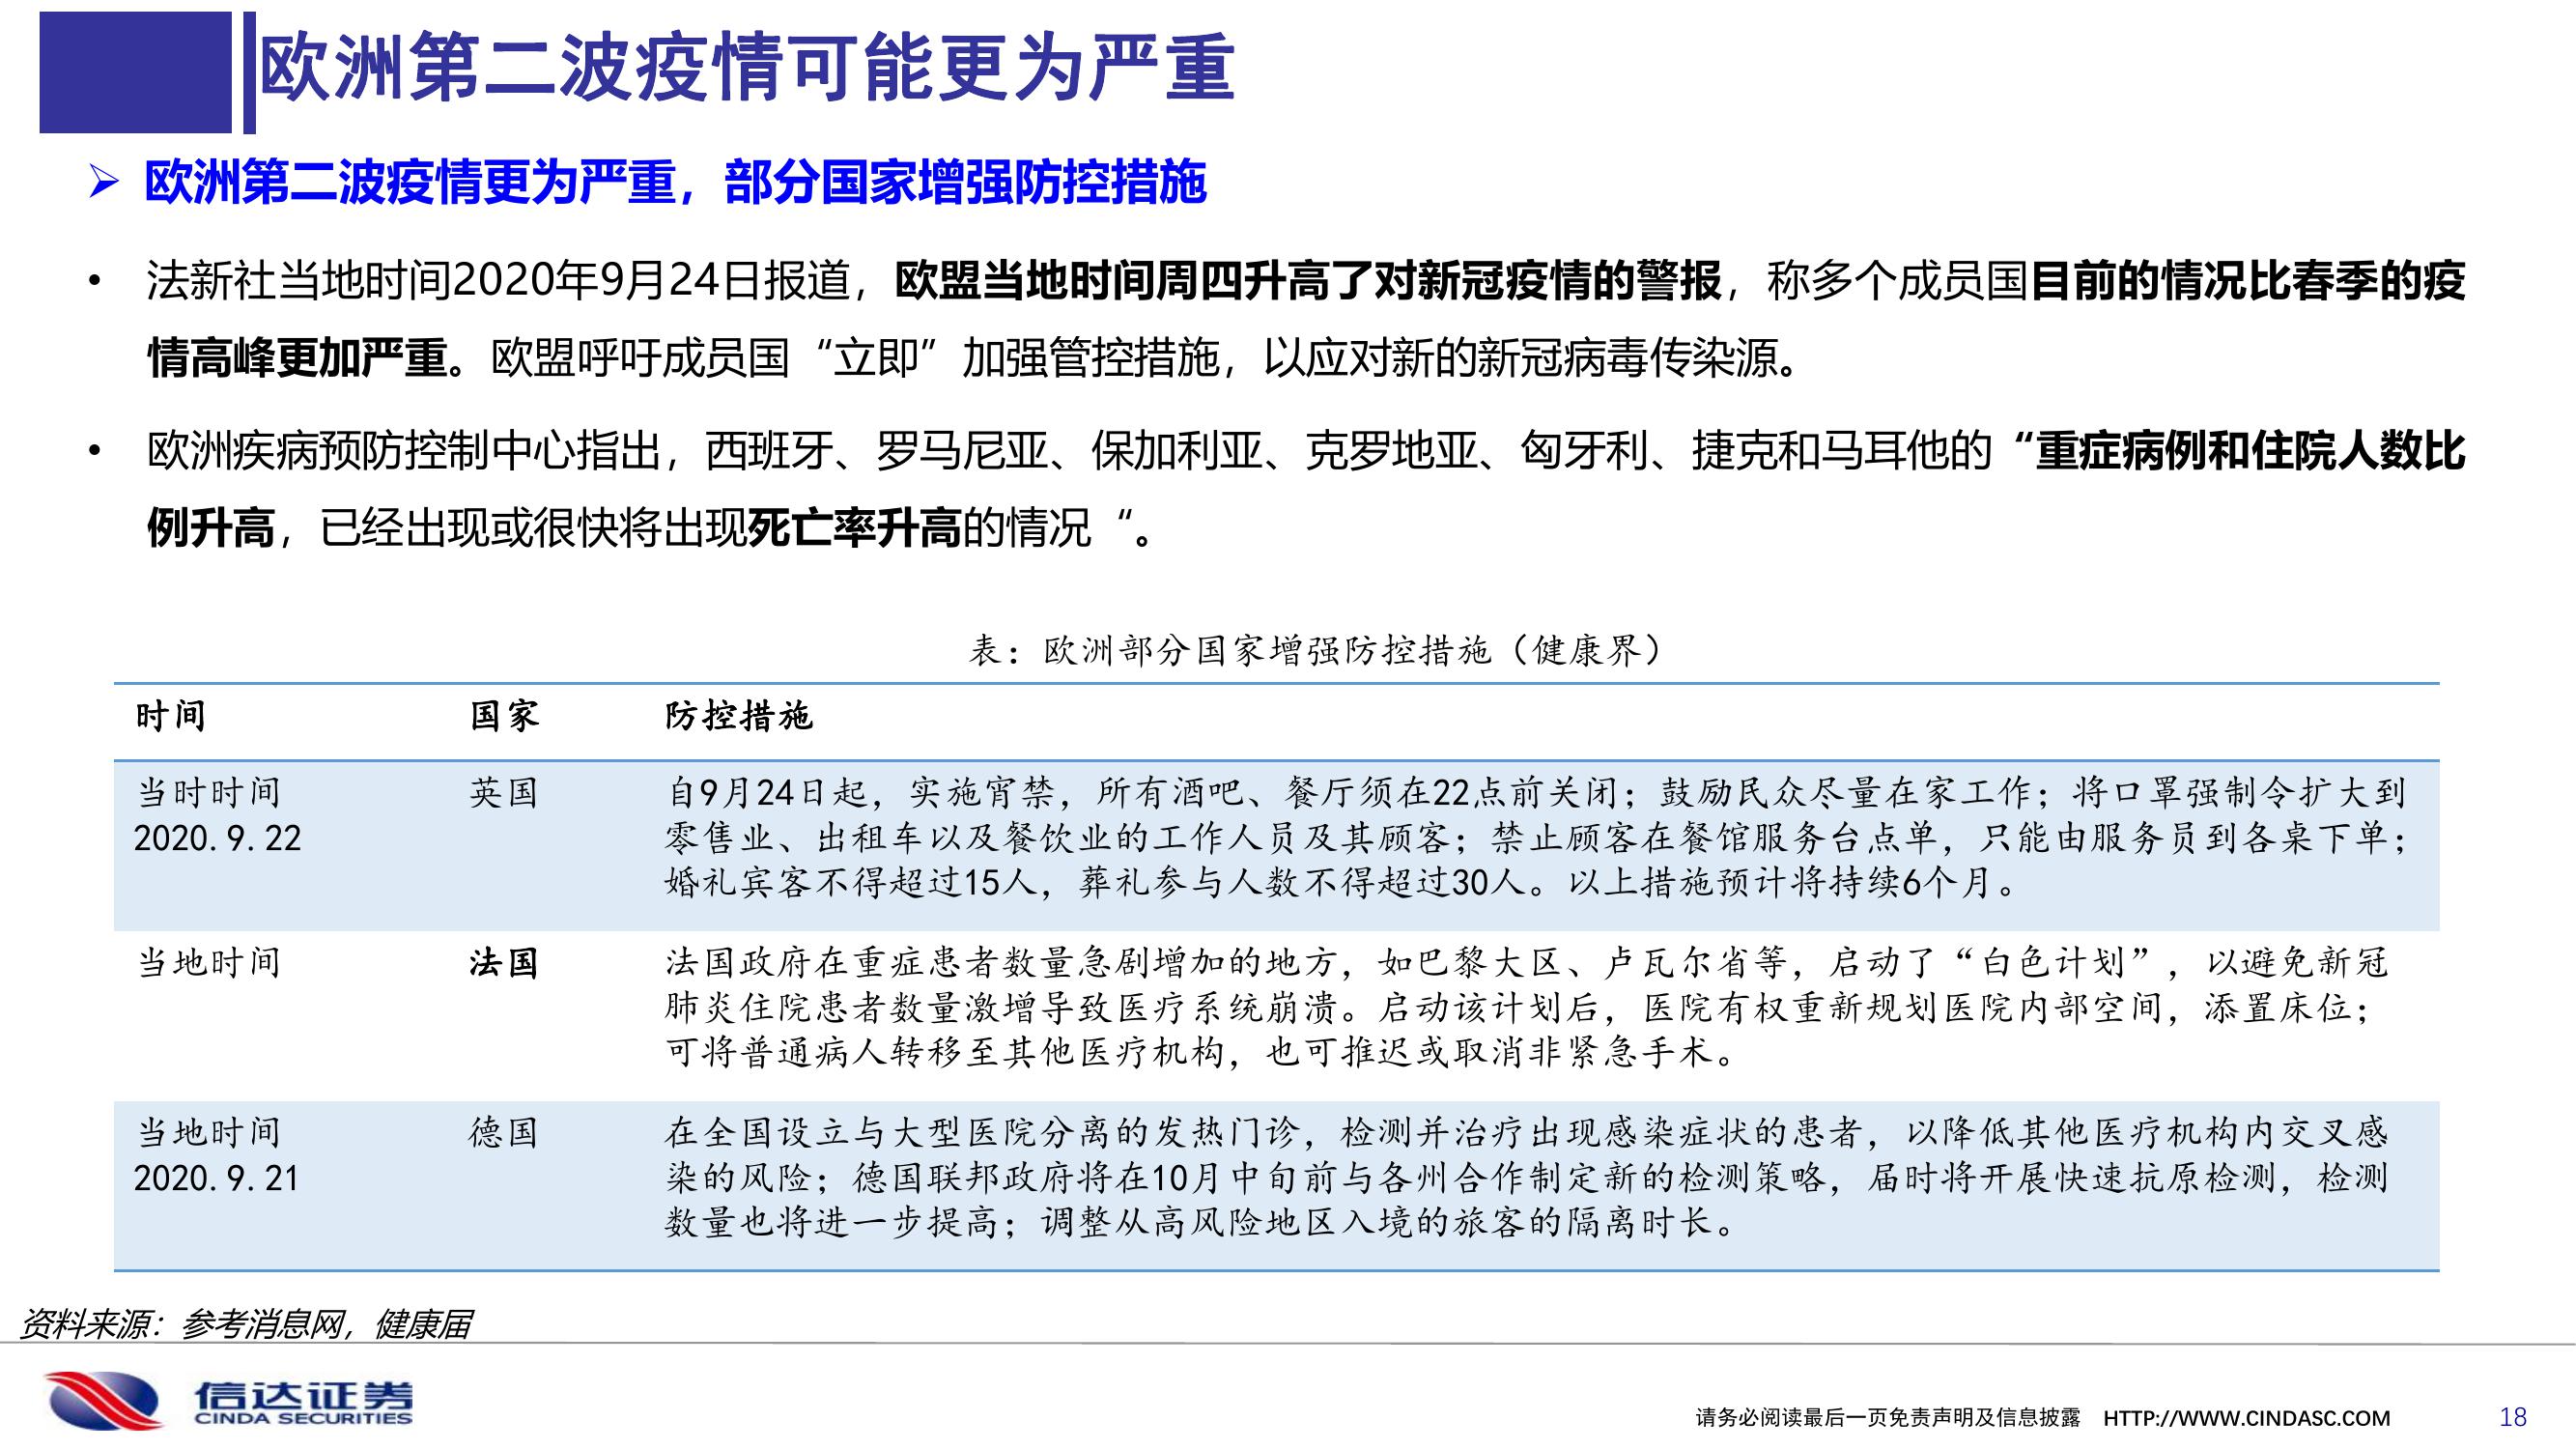 欧洲第二波疫情可能更为严重
➢ 欧洲第二波疫情更为严重，部分国家增强防控措施
• 法新社当地时间2020年9月24日报道，欧盟当地时间周四升高了对新冠疫情的警报，称多个成员国目前的情况比春季的疫
情高峰更加严重。欧盟呼吁成员国“立即”加强管控措施，以应对新的新冠病毒传染源。
• 欧洲疾病预防控制中心指出，西班牙、罗马尼亚、保加利亚、克罗地亚、匈牙利、捷克和马耳他的“重症病例和住院人数比
例升高，已经出现或很快将出现死亡率升高的情况“。
表：欧洲部分国家增强防控措施（健康界）
时间 国家 防控措施
当时时间
2020.9.22
英国
自9月24日起，实施宵禁，所有酒吧、餐厅须在22点前关闭；鼓励民众尽量在家工作；将口罩强制令扩大到
零售业、出租车以及餐饮业的工作人员及其顾客；禁止顾客在餐馆服务台点单，只能由服务员到各桌下单；
婚礼宾客不得超过15人，葬礼参与人数不得超过30人。以上措施预计将持续6个月。
当地时间
法国
法国政府在重症患者数量急剧增加的地方，如巴黎大区、卢瓦尔省等，启动了“白色计划”，以避免新冠
肺炎住院患者数量激增导致医疗系统崩溃。启动该计划后，医院有权重新规划医院内部空间，添置床位；
可将普通病人转移至其他医疗机构，也可推迟或取消非紧急手术。
当地时间
2020.9.21
德国
在全国设立与大型医院分离的发热门诊，检测并治疗出现感染症状的患者，以降低其他医疗机构内交叉感
染的风险；德国联邦政府将在10月中旬前与各州合作制定新的检测策略，届时将开展快速抗原检测，检测
数量也将进一步提高；调整从高风险地区入境的旅客的隔离时长。
资料来源：参考消息网，健康届
信达证券
CINDA SECURITIES
请务必阅读最后一页免责声明及信息披露 HTTP://WWW.CINDASC.COM 18